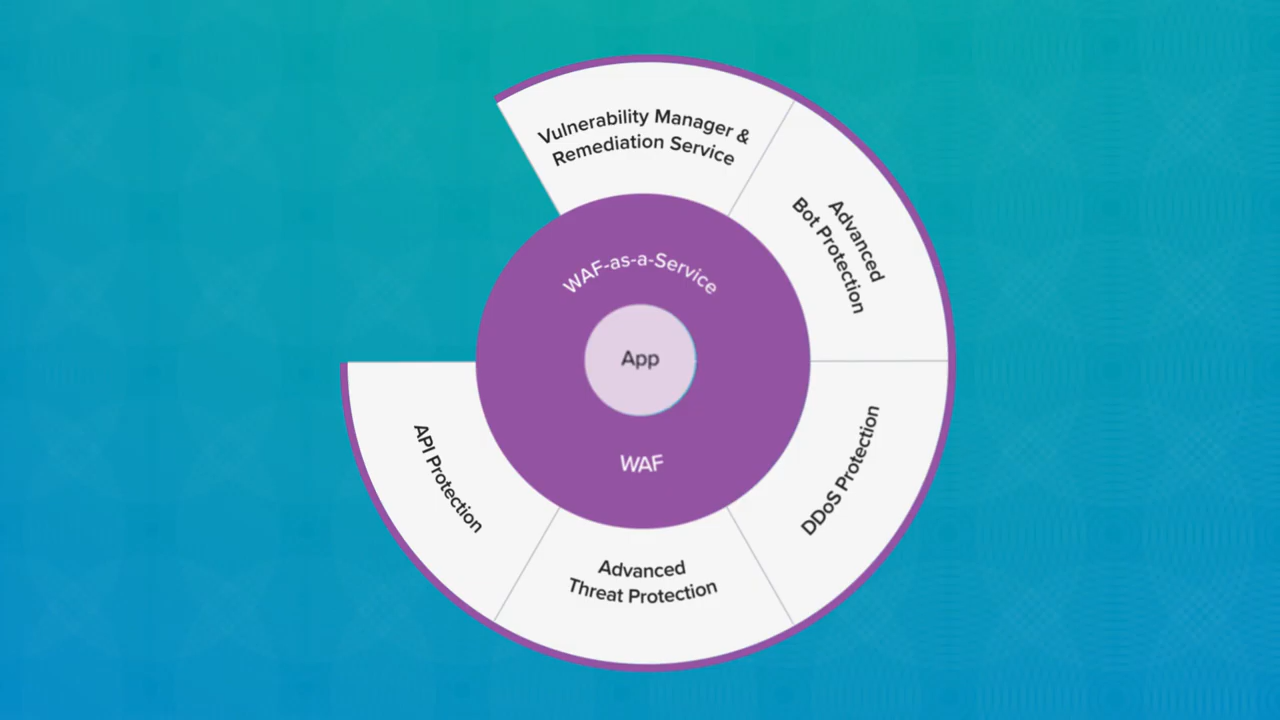 Vulnerability Manager &
Remediation Service
Advanced
Bot Protection
WAF-as-a-Service
App
WAF
API Protection
DDoS Protection
Advanced
Threat Protection